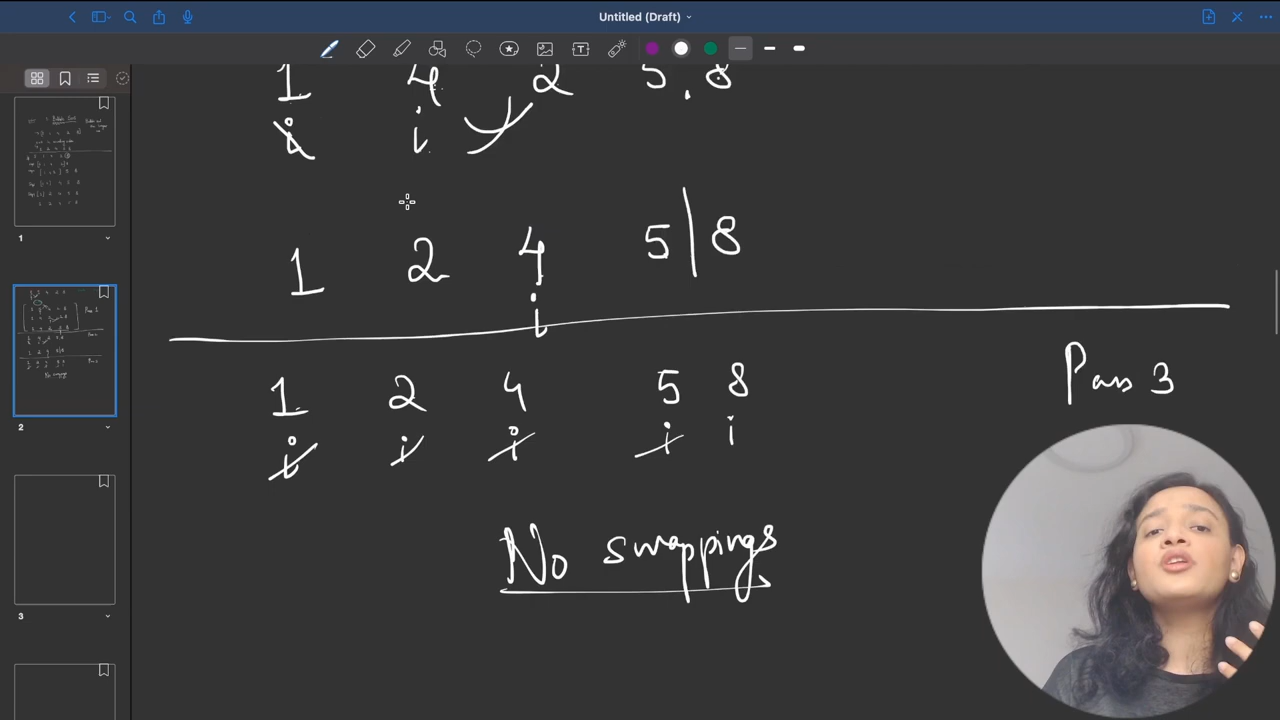 Untitled (Draft)
1 4 2 5 . 8
i i
1 2 4 5 | 8
i
1 2 4 5 8
i i i i i
Pass 3
No swappings
1
2
3